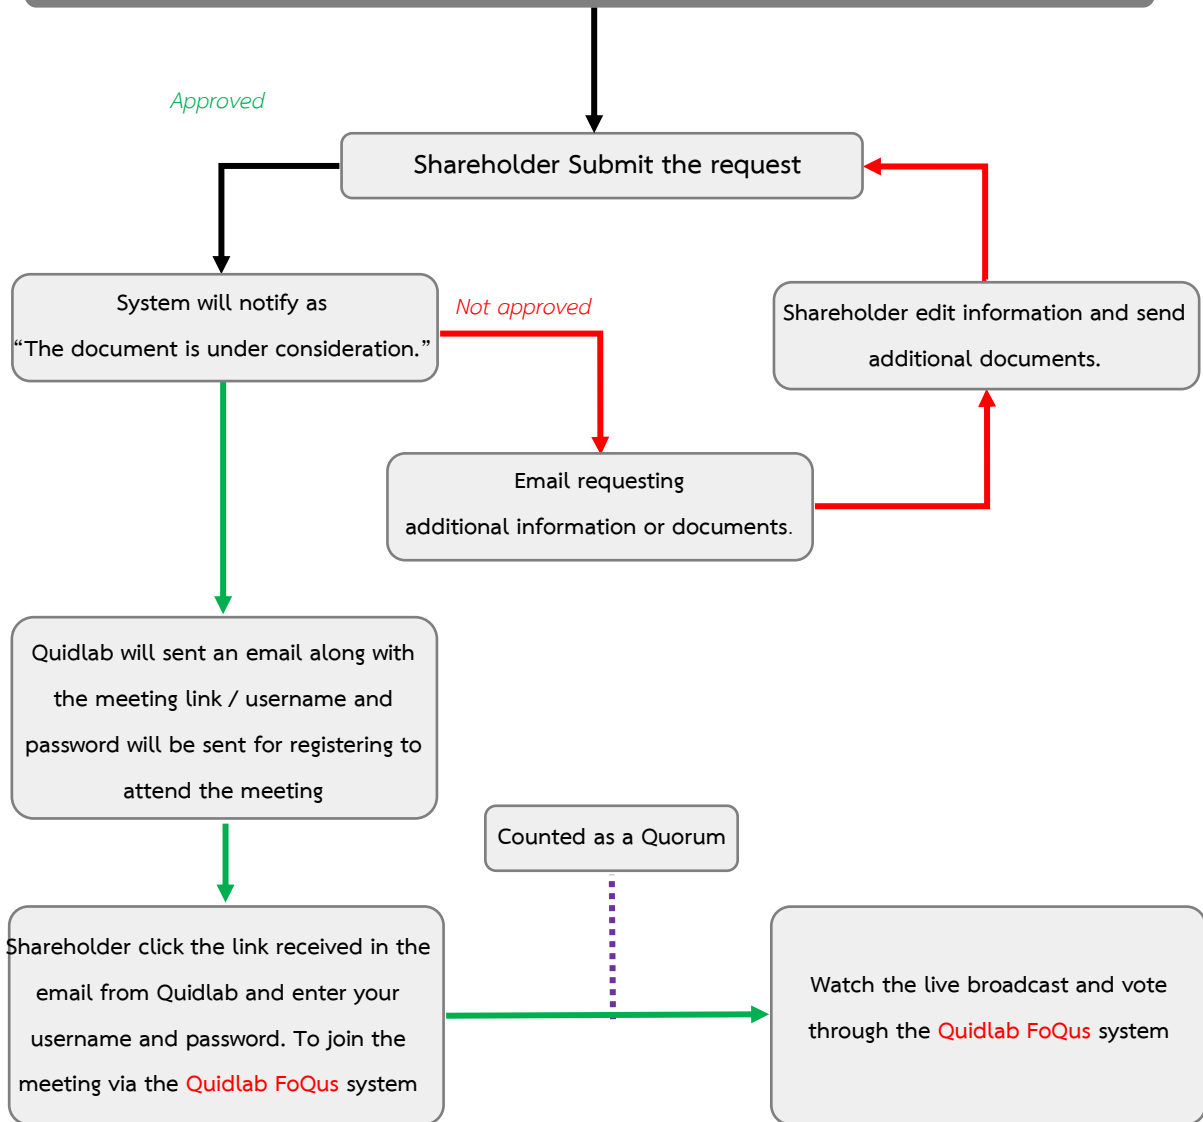 Approved
Shareholder Submit the request
System will notify as
“The document is under consideration.”
Not approved
Shareholder edit information and send
additional documents.
Email requesting
additional information or documents.
Quidlab will sent an email along with
the meeting link / username and
password will be sent for registering to
attend the meeting
Counted as a Quorum
Shareholder click the link received in the
email from Quidlab and enter your
username and password. To join the
meeting via the Quidlab FoQus system
Watch the live broadcast and vote
through the Quidlab FoQus system